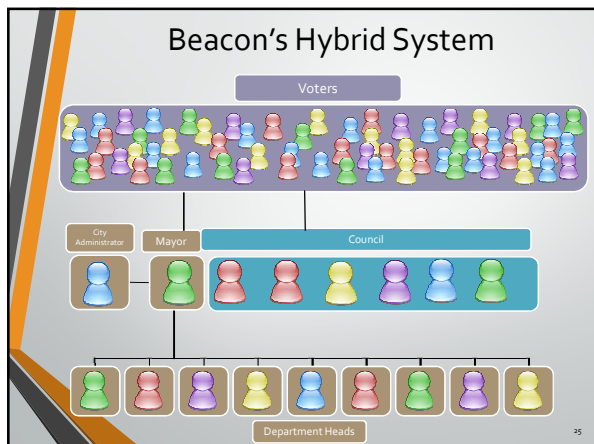 Beacon's Hybrid System
Voters
City
Administrator
Mayor
Council
Department Heads
25